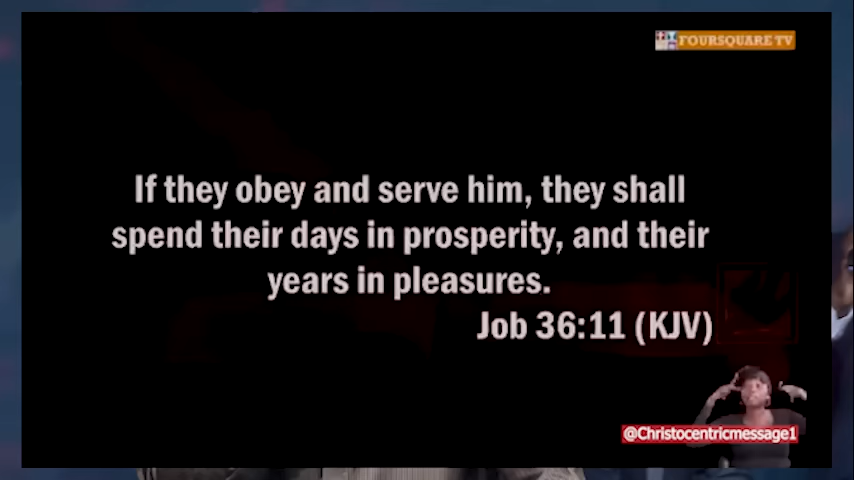 FOURSQUARE TV
If they obey and serve him, they shall
spend their days in prosperity, and their
years in pleasures.
Job 36:11 (KJV)
@Christocentricmessage1